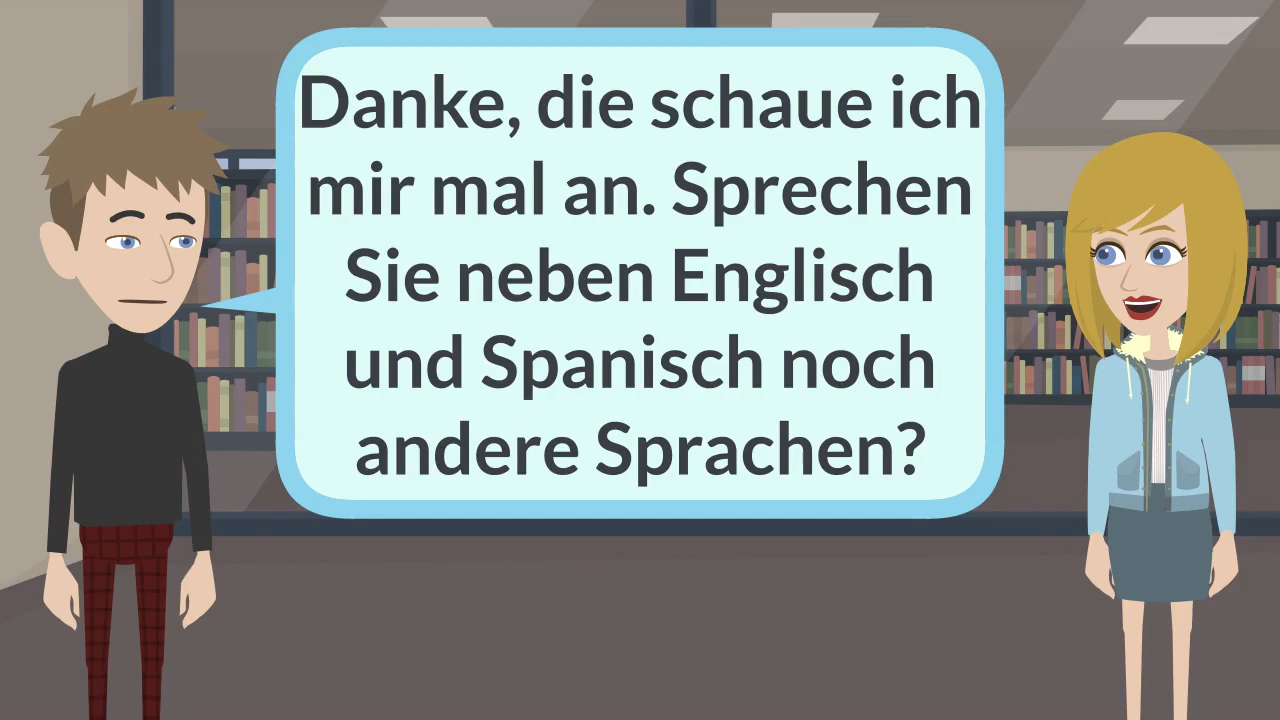 Danke, die schaue ich
mir mal an. Sprechen
Sie neben Englisch
und Spanisch noch
andere Sprachen?